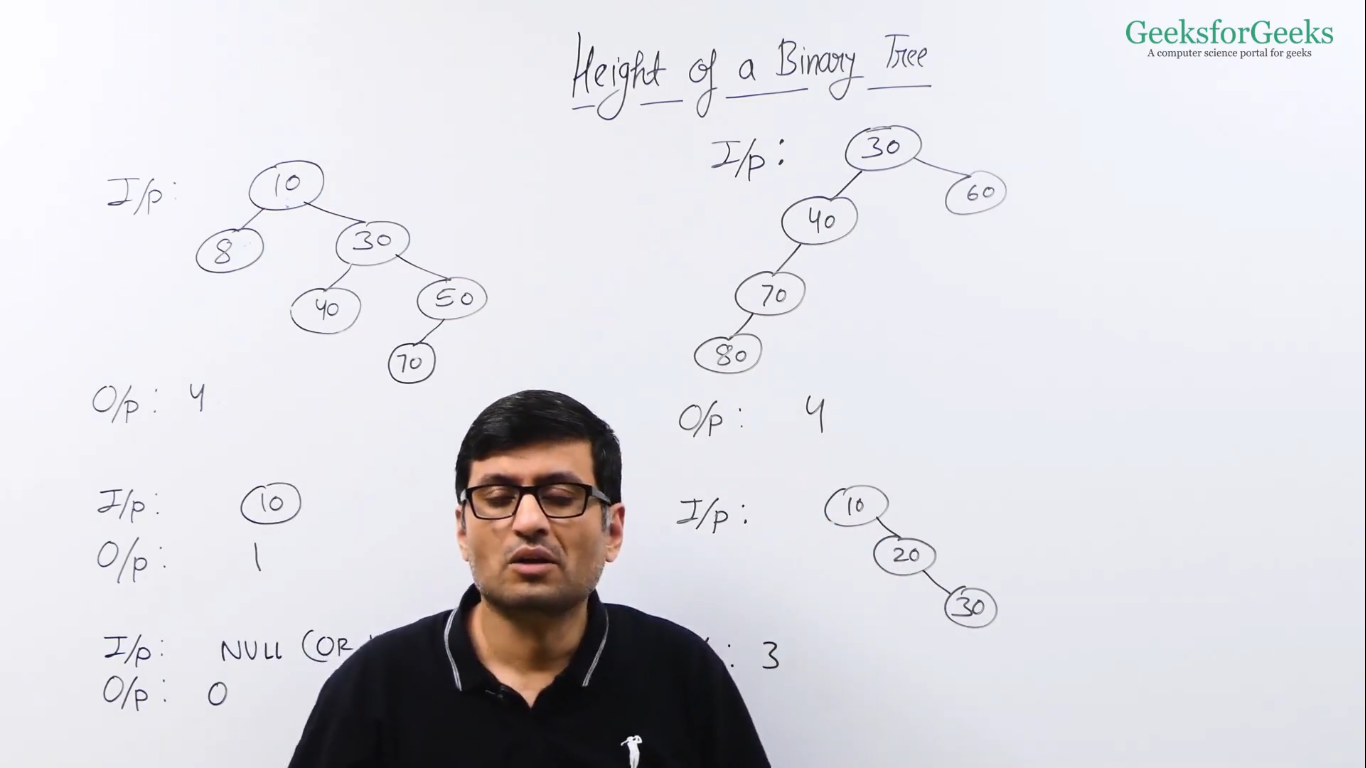 GeeksforGeeks
A computer science portal for geeks
Height of a Binary Tree
I/p:
10
8
30
40
50
70
O/p: 4
I/p:
30
40
60
70
80
O/p: 4
I/p: 10
O/p: 1
I/p:
10
20
30
: 3
I/p: NULL (OR
O/p: 0